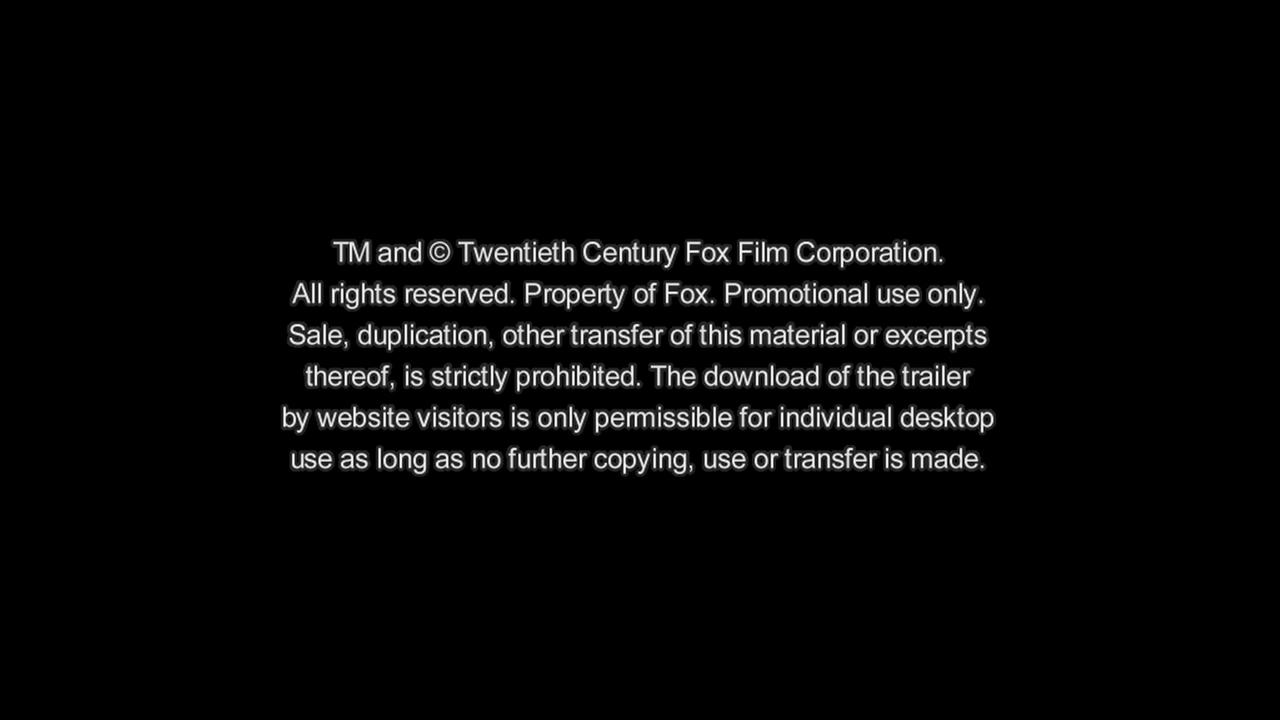 TM and © Twentieth Century Fox Film Corporation.
All rights reserved. Property of Fox. Promotional use only.
Sale, duplication, other transfer of this material or excerpts
thereof, is strictly prohibited. The download of the trailer
by website visitors is only permissible for individual desktop
use as long as no further copying, use or transfer is made.